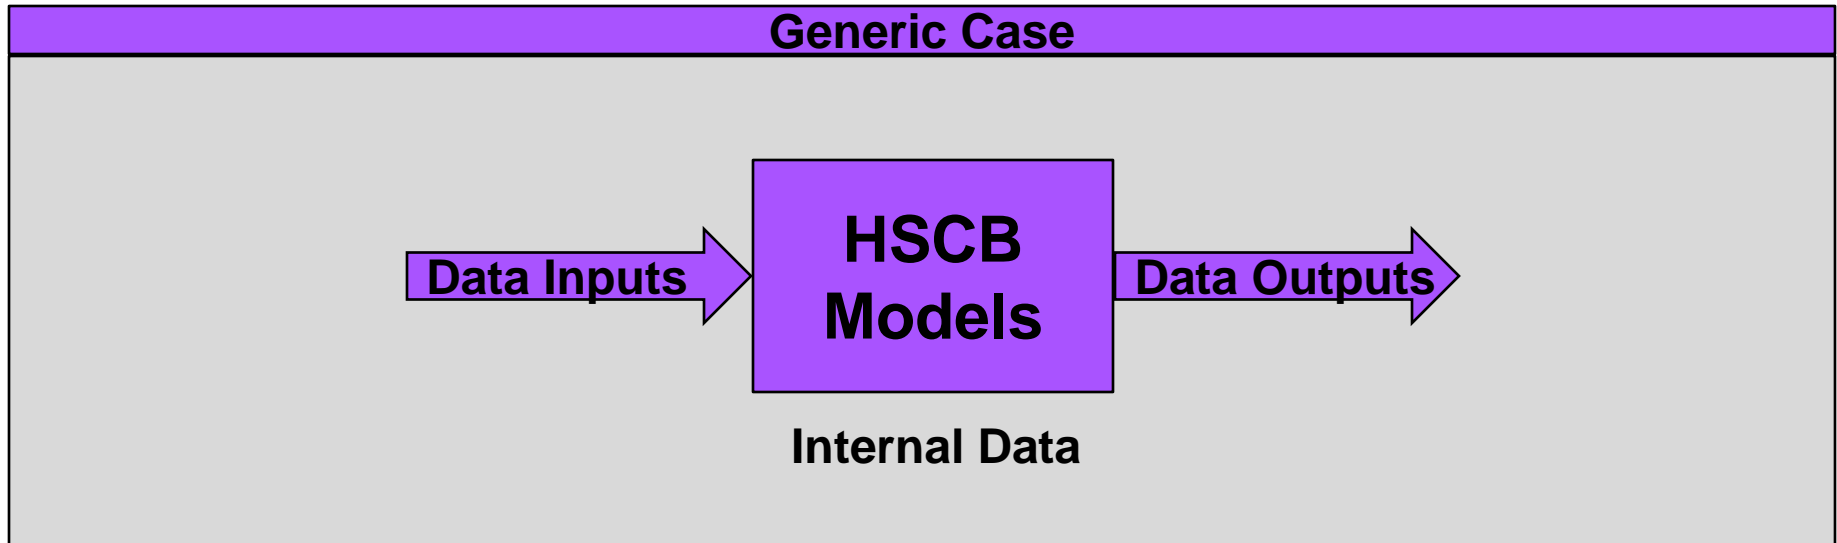 Generic Case
Data Inputs
HSCB
Models
Data Outputs
Internal Data